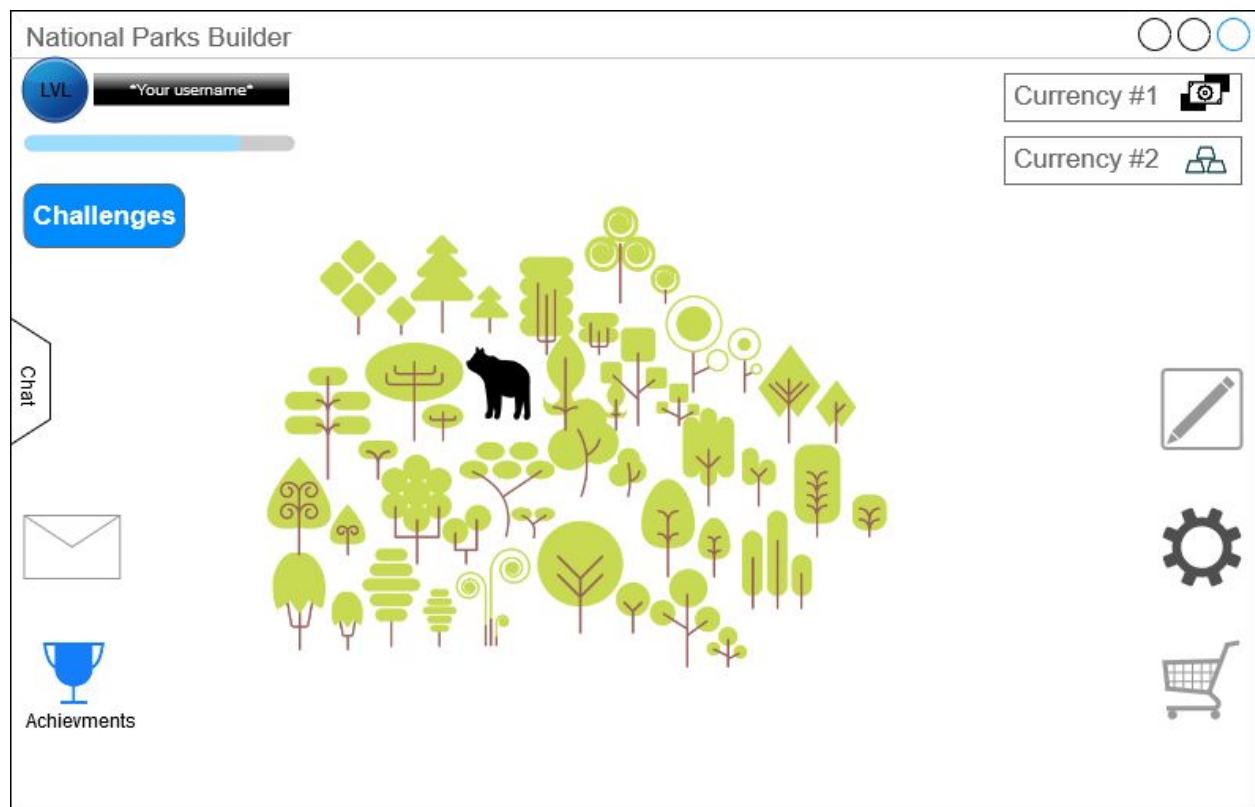 National Parks Builder
LVL
*Your username*
Currency #1
Currency #2
Challenges
Chat
Achievments